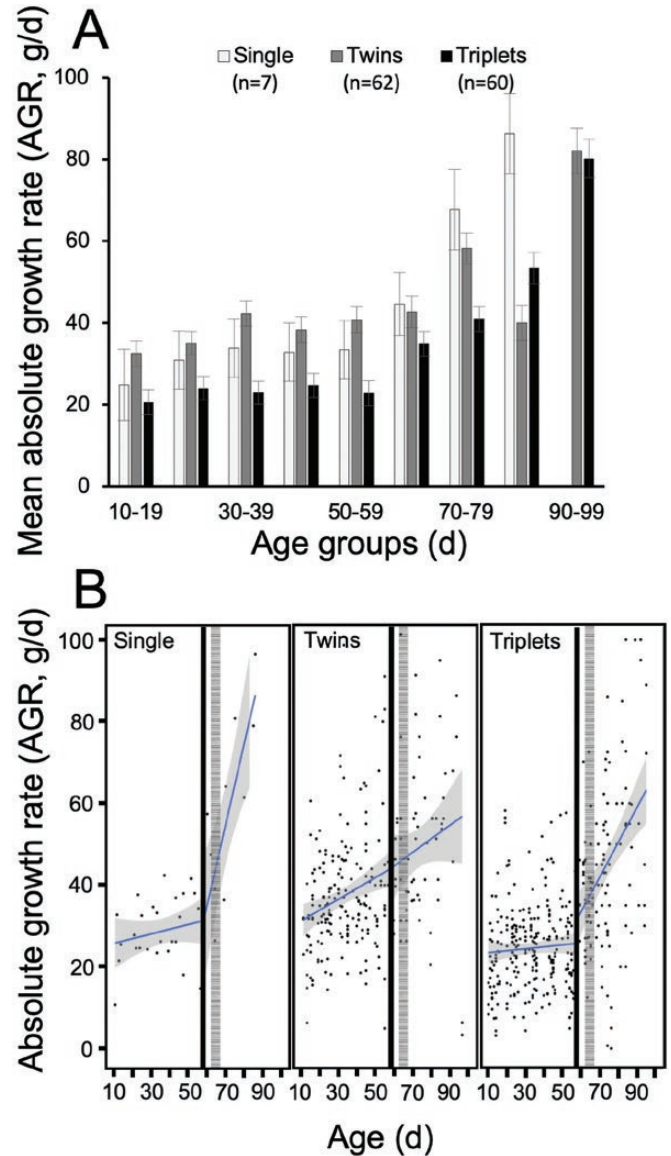 A
Single Twins Triplets
(n=7) (n=62) (n=60)
Mean absolute growth rate (AGR, g/d)
100
80
60
40
20
0
10-19 30-39 50-59 70-79 90-99
Age groups (d)
B
Absolute growth rate (AGR, g/d)
Single Twins Triplets
100
80
60
40
20
0
10 30 50 70 90 10 30 50 70 90 10 30 50 70 90
Age (d)